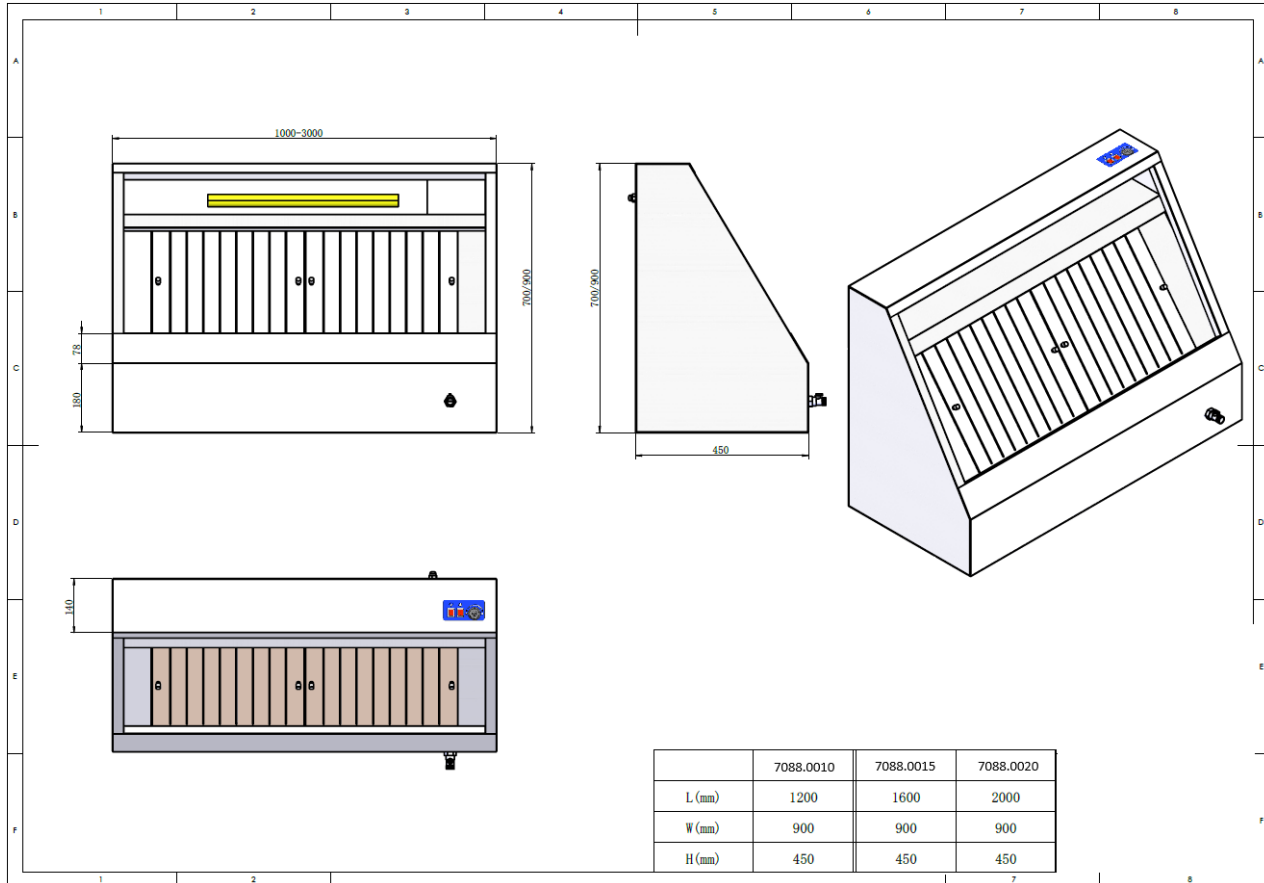 1 2 3 4 5 6 7 8
A A
1000-3000
B B
700/900 700/900
78
C C
180
450
D D
140
E E
7088.0010 7088.0015 7088.0020
L(mm) 1200 1600 2000
W(mm) 900 900 900
F F
H(mm) 450 450 450
1 2 7 8